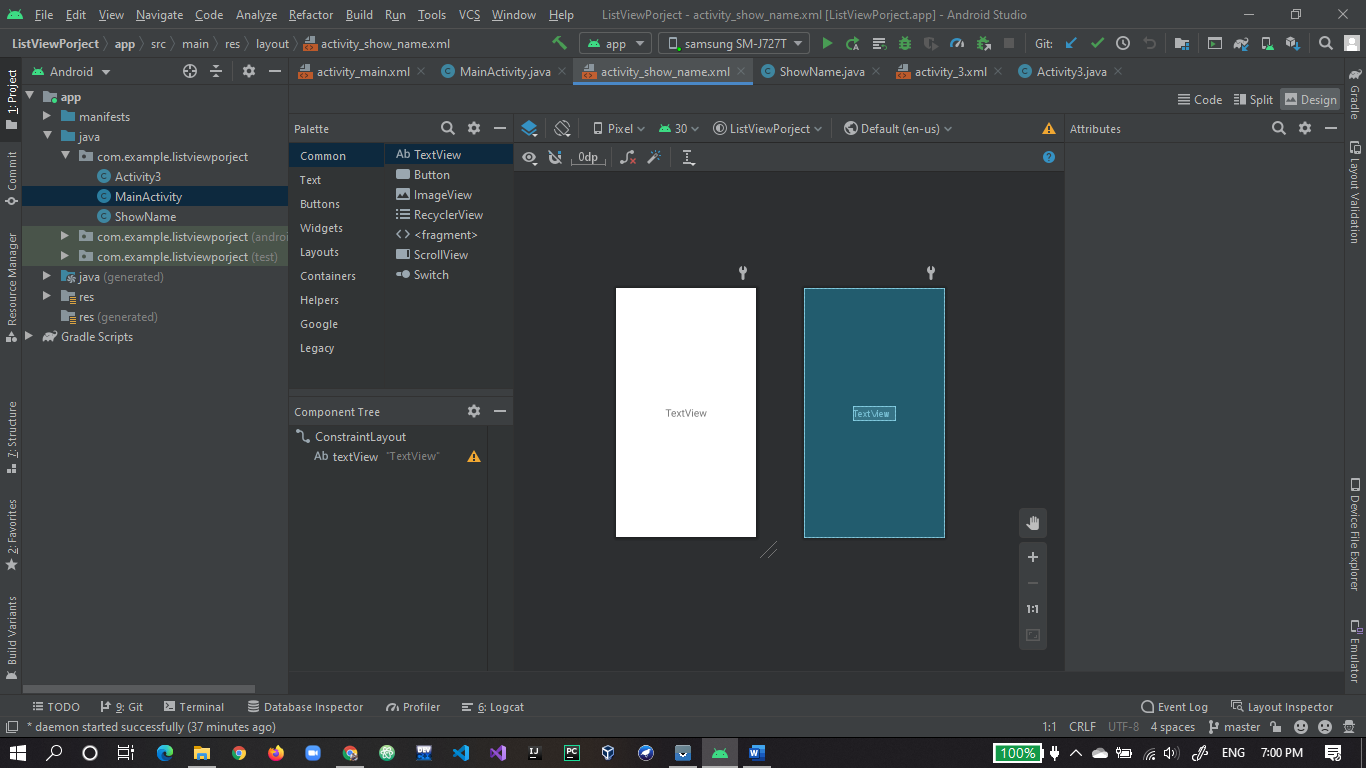 File Edit View Navigate Code Analyze Refactor Build Run Tools VCS Window Help ListViewPorject - activity_show_name.xml [ListViewPorject.app] - Android Studio
ListViewPorject app src main res layout activity_show_name.xml app samsung SM-J727T Git:
Android activity_main.xml MainActivity.java activity_show_name.xml ShowName.java activity_3.xml Activity3.java
Code Split Design
1: Project
Commit
Resource Manager
7: Structure
2: Favorites
Build Variants
app
manifests
java
com.example.listviewporject
Activity3
MainActivity
ShowName
com.example.listviewporject (androi
com.example.listviewporject (test)
java (generated)
res
res (generated)
Gradle Scripts
Palette
Common
Text
Buttons
Widgets
Layouts
Containers
Helpers
Google
Legacy
Ab TextView
Button
ImageView
RecyclerView
<fragment>
ScrollView
Switch
Component Tree
ConstraintLayout
Ab textView "TextView"
Pixel 30 ListViewPorject Default (en-us)
0dp
TextView
TextView
1:1
Attributes
Gradle
Layout Validation
Device File Explorer
Emulator
TODO 9: Git Terminal Database Inspector Profiler 6: Logcat Event Log Layout Inspector
* daemon started successfully (37 minutes ago) 1:1 CRLF UTF-8 4 spaces master
100% ENG 7:00 PM